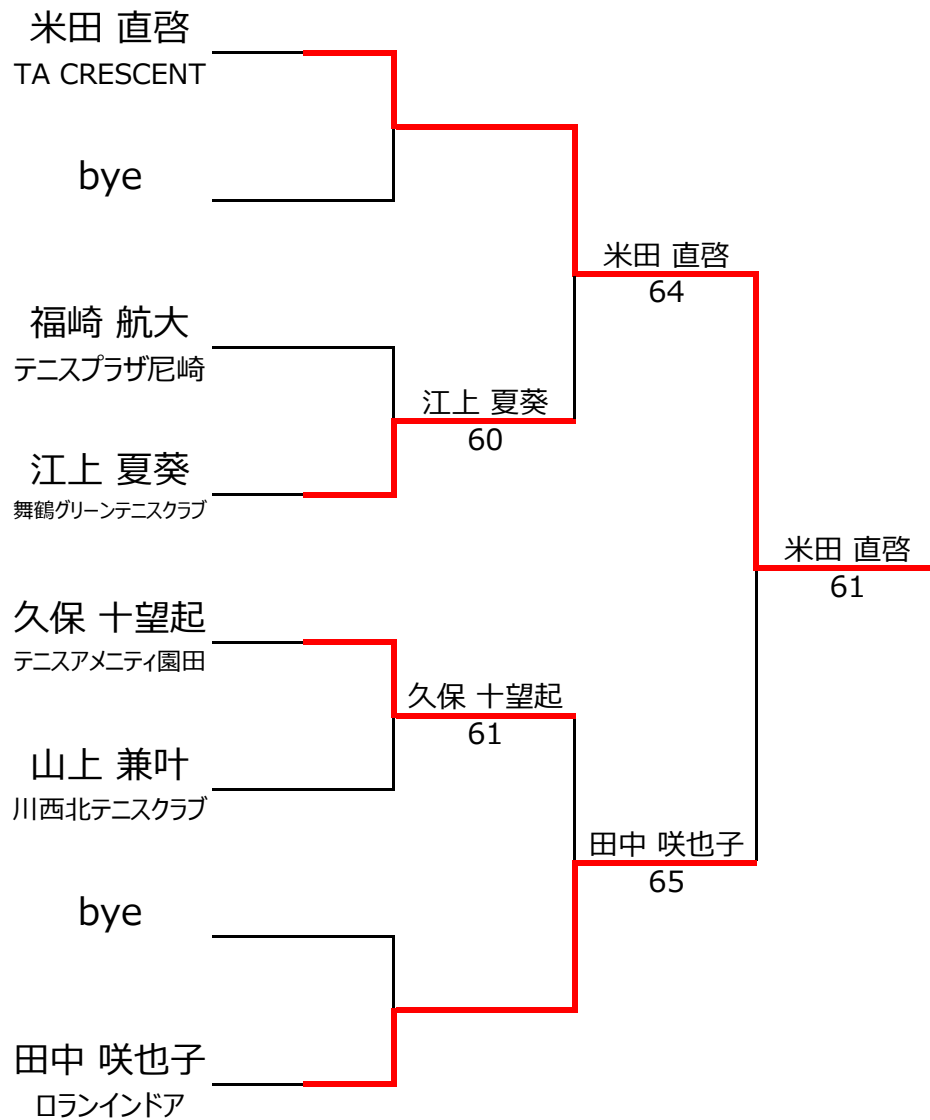 米田 直啓
TA CRESCENT
bye
米田 直啓
64
福崎 航大
テニスプラザ尼崎
江上 夏葵
60
江上 夏葵
舞鶴グリーンテニスクラブ
米田 直啓
61
久保 十望起
テニスアメニティ園田
久保 十望起
61
山上 兼叶
川西北テニスクラブ
田中 咲也子
65
bye
田中 咲也子
ロランインドア